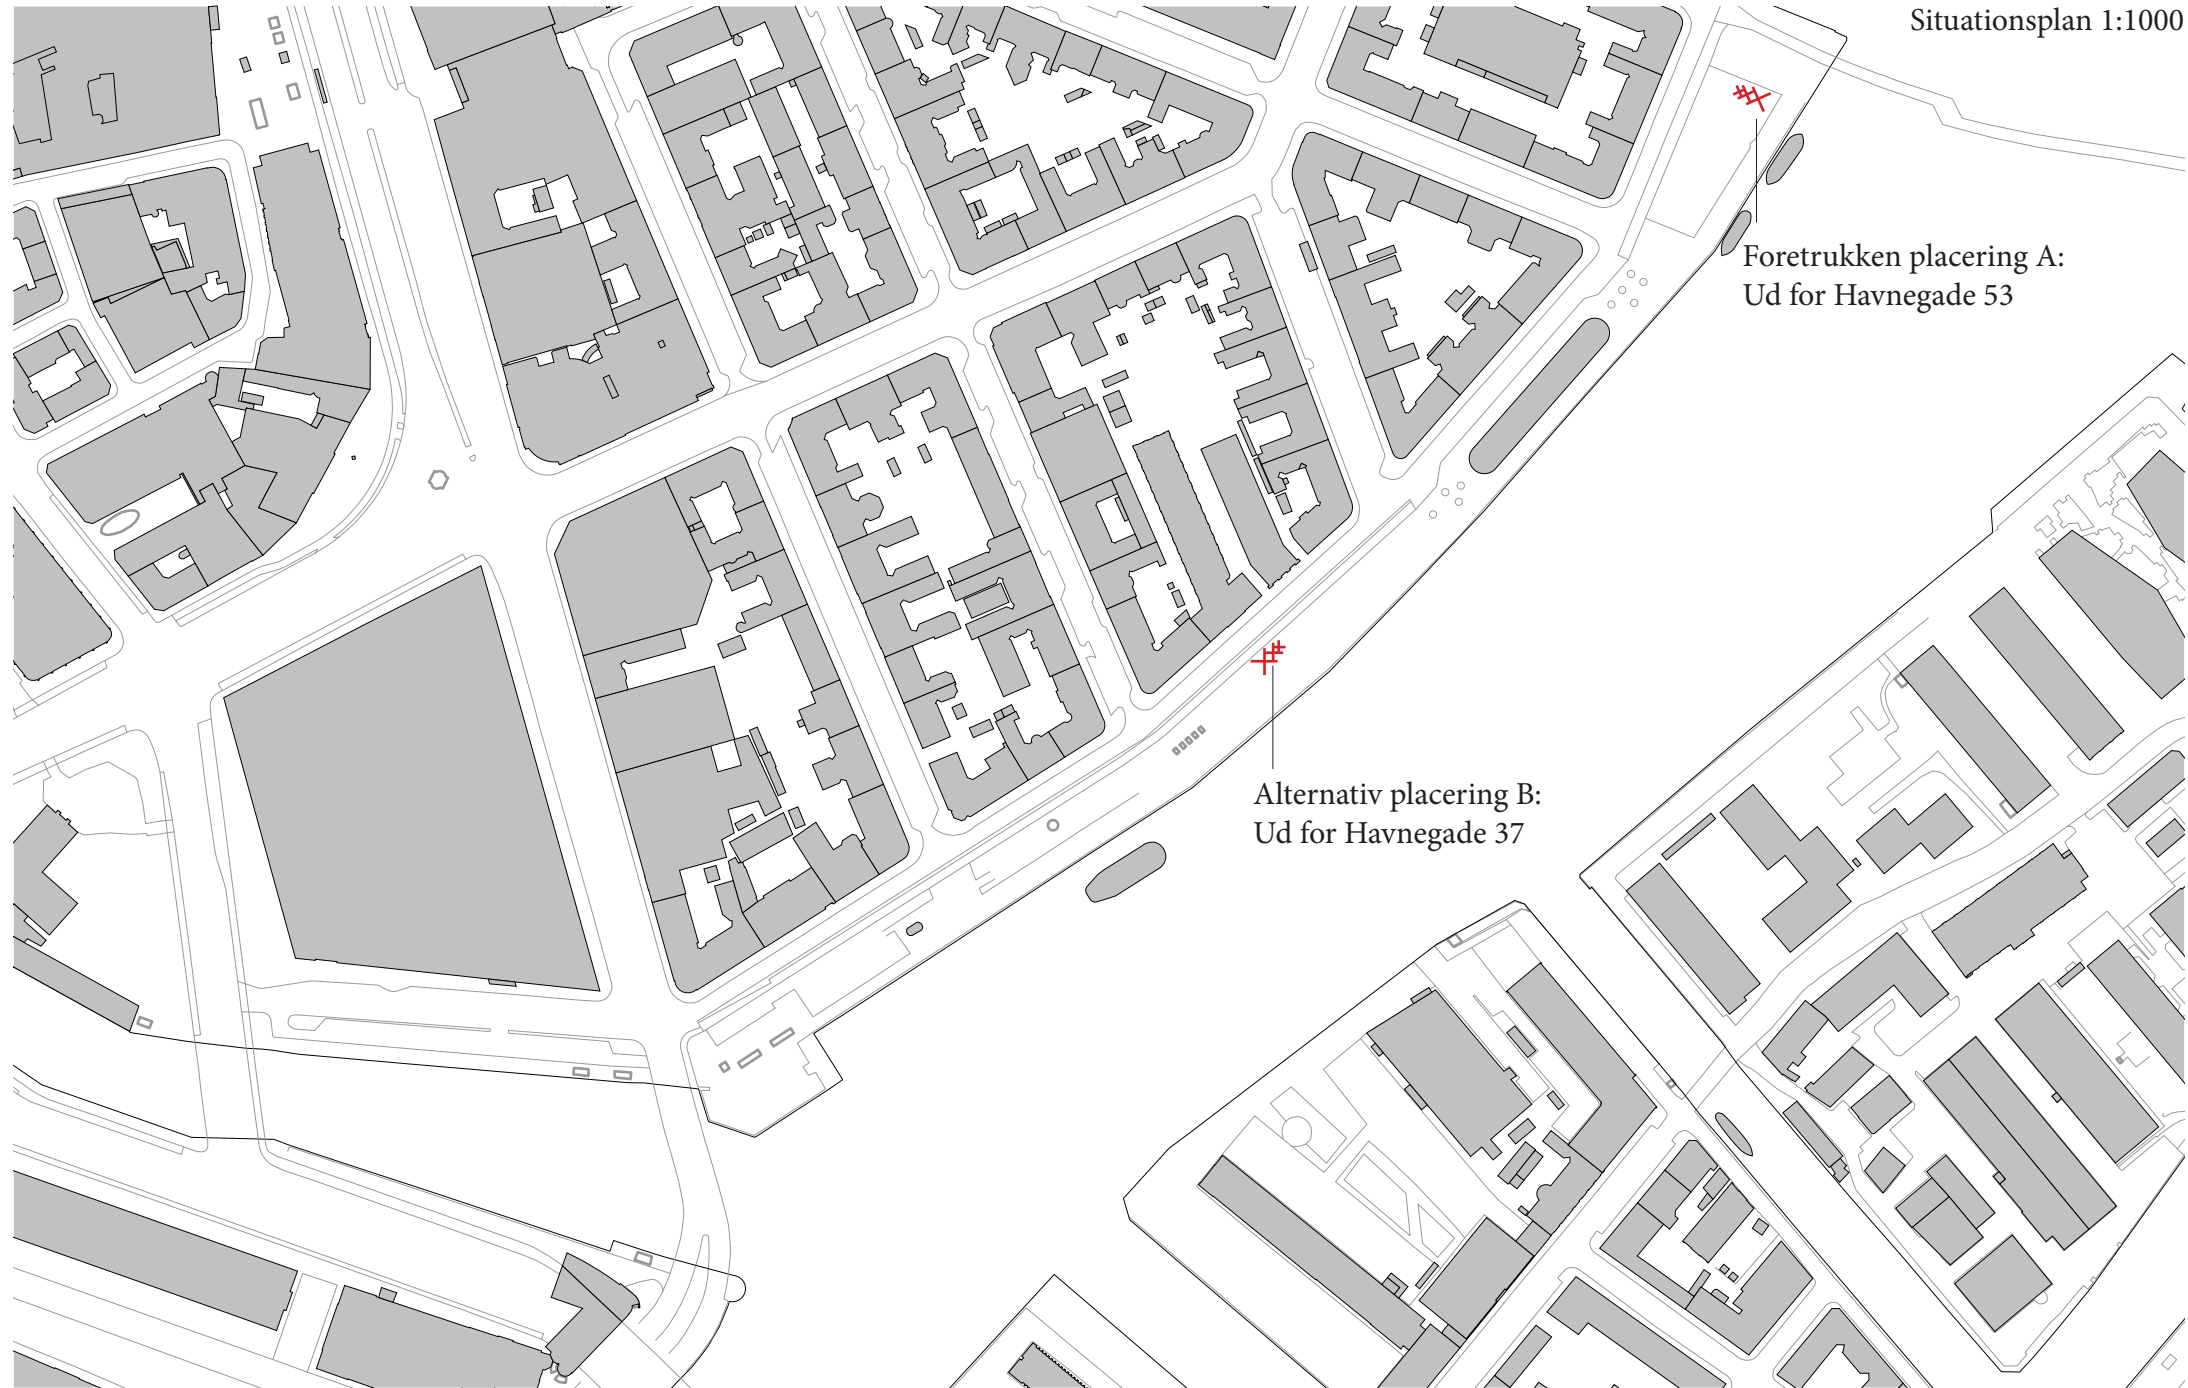 Situationsplan 1:1000
Foretrukken placering A:
Ud for Havnegade 53
Alternativ placering B:
Ud for Havnegade 37